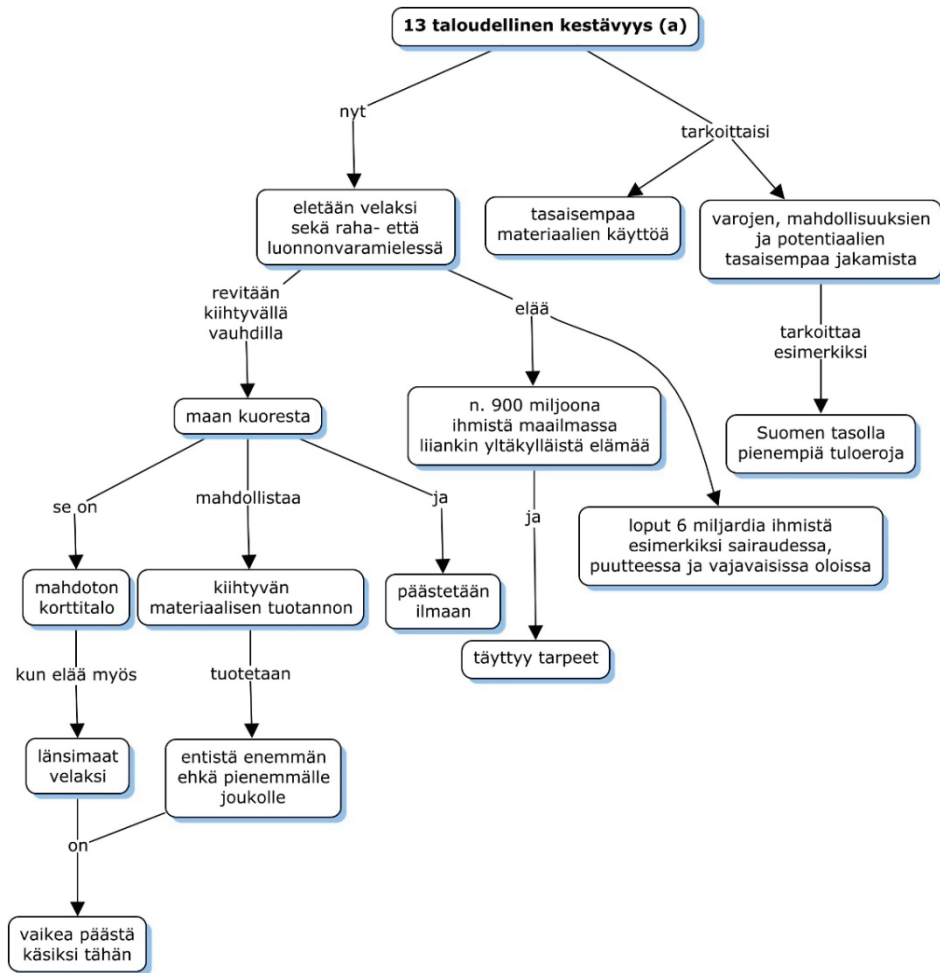 13 taloudellinen kestävyys (a)
nyt
tarkoittaisi
eletään velaksi
sekä raha- että
luonnonvaramielessä
tasaisempaa
materiaalien käyttöä
varojen, mahdollisuuksien
ja potentiaalien
tasaisempaa jakamista
revitään
kiihtyvällä
vauhdilla
elää
tarkoittaa
esimerkiksi
maan kuoresta
n. 900 miljoona
ihmistä maailmassa
liiankin yltäkylläistä elämää
Suomen tasolla
pienempiä tuloeroja
se on
mahdollistaa
ja
ja
loput 6 miljardia ihmistä
esimerkiksi sairaudessa,
puutteessa ja vajavaisissa oloissa
mahdoton
korttitalo
kiihtyvän
materiaalisen tuotannon
päästetään
ilmaan
täyttyy tarpeet
kun elää myös
tuotetaan
länsimaat
velaksi
entistä enemmän
ehkä pienemmälle
joukolle
on
vaikea päästä
käsiksi tähän